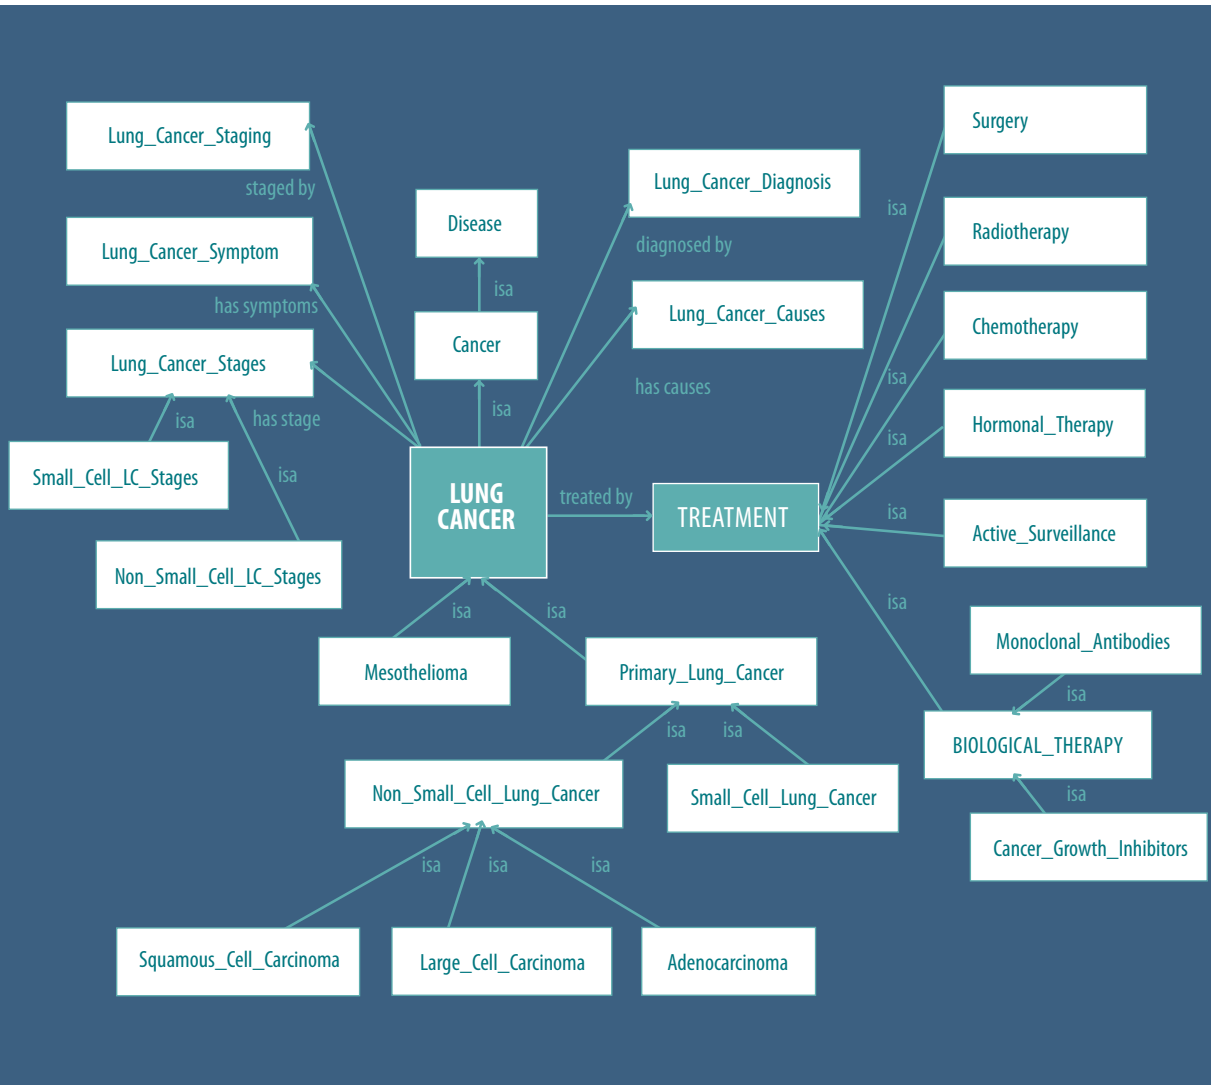 Surgery
Lung_Cancer_Staging
Lung_Cancer_Diagnosis
staged by
isa
Disease
Radiotherapy
Lung_Cancer_Symptom
diagnosed by
isa
has symptoms
Lung_Cancer_Causes
Chemotherapy
Cancer
Lung_Cancer_Stages
isa
has causes
isa
isa
has stage
Hormonal_Therapy
isa
Small_Cell_LC_Stages
isa
LUNG
CANCER
treated by
TREATMENT
isa
Active_Surveillance
Non_Small_Cell_LC_Stages
isa
isa
isa
Monoclonal_Antibodies
Mesothelioma
Primary_Lung_Cancer
isa
isa
isa
BIOLOGICAL_THERAPY
Non_Small_Cell_Lung_Cancer
Small_Cell_Lung_Cancer
isa
Cancer_Growth_Inhibitors
isa
isa
isa
Squamous_Cell_Carcinoma
Large_Cell_Carcinoma
Adenocarcinoma